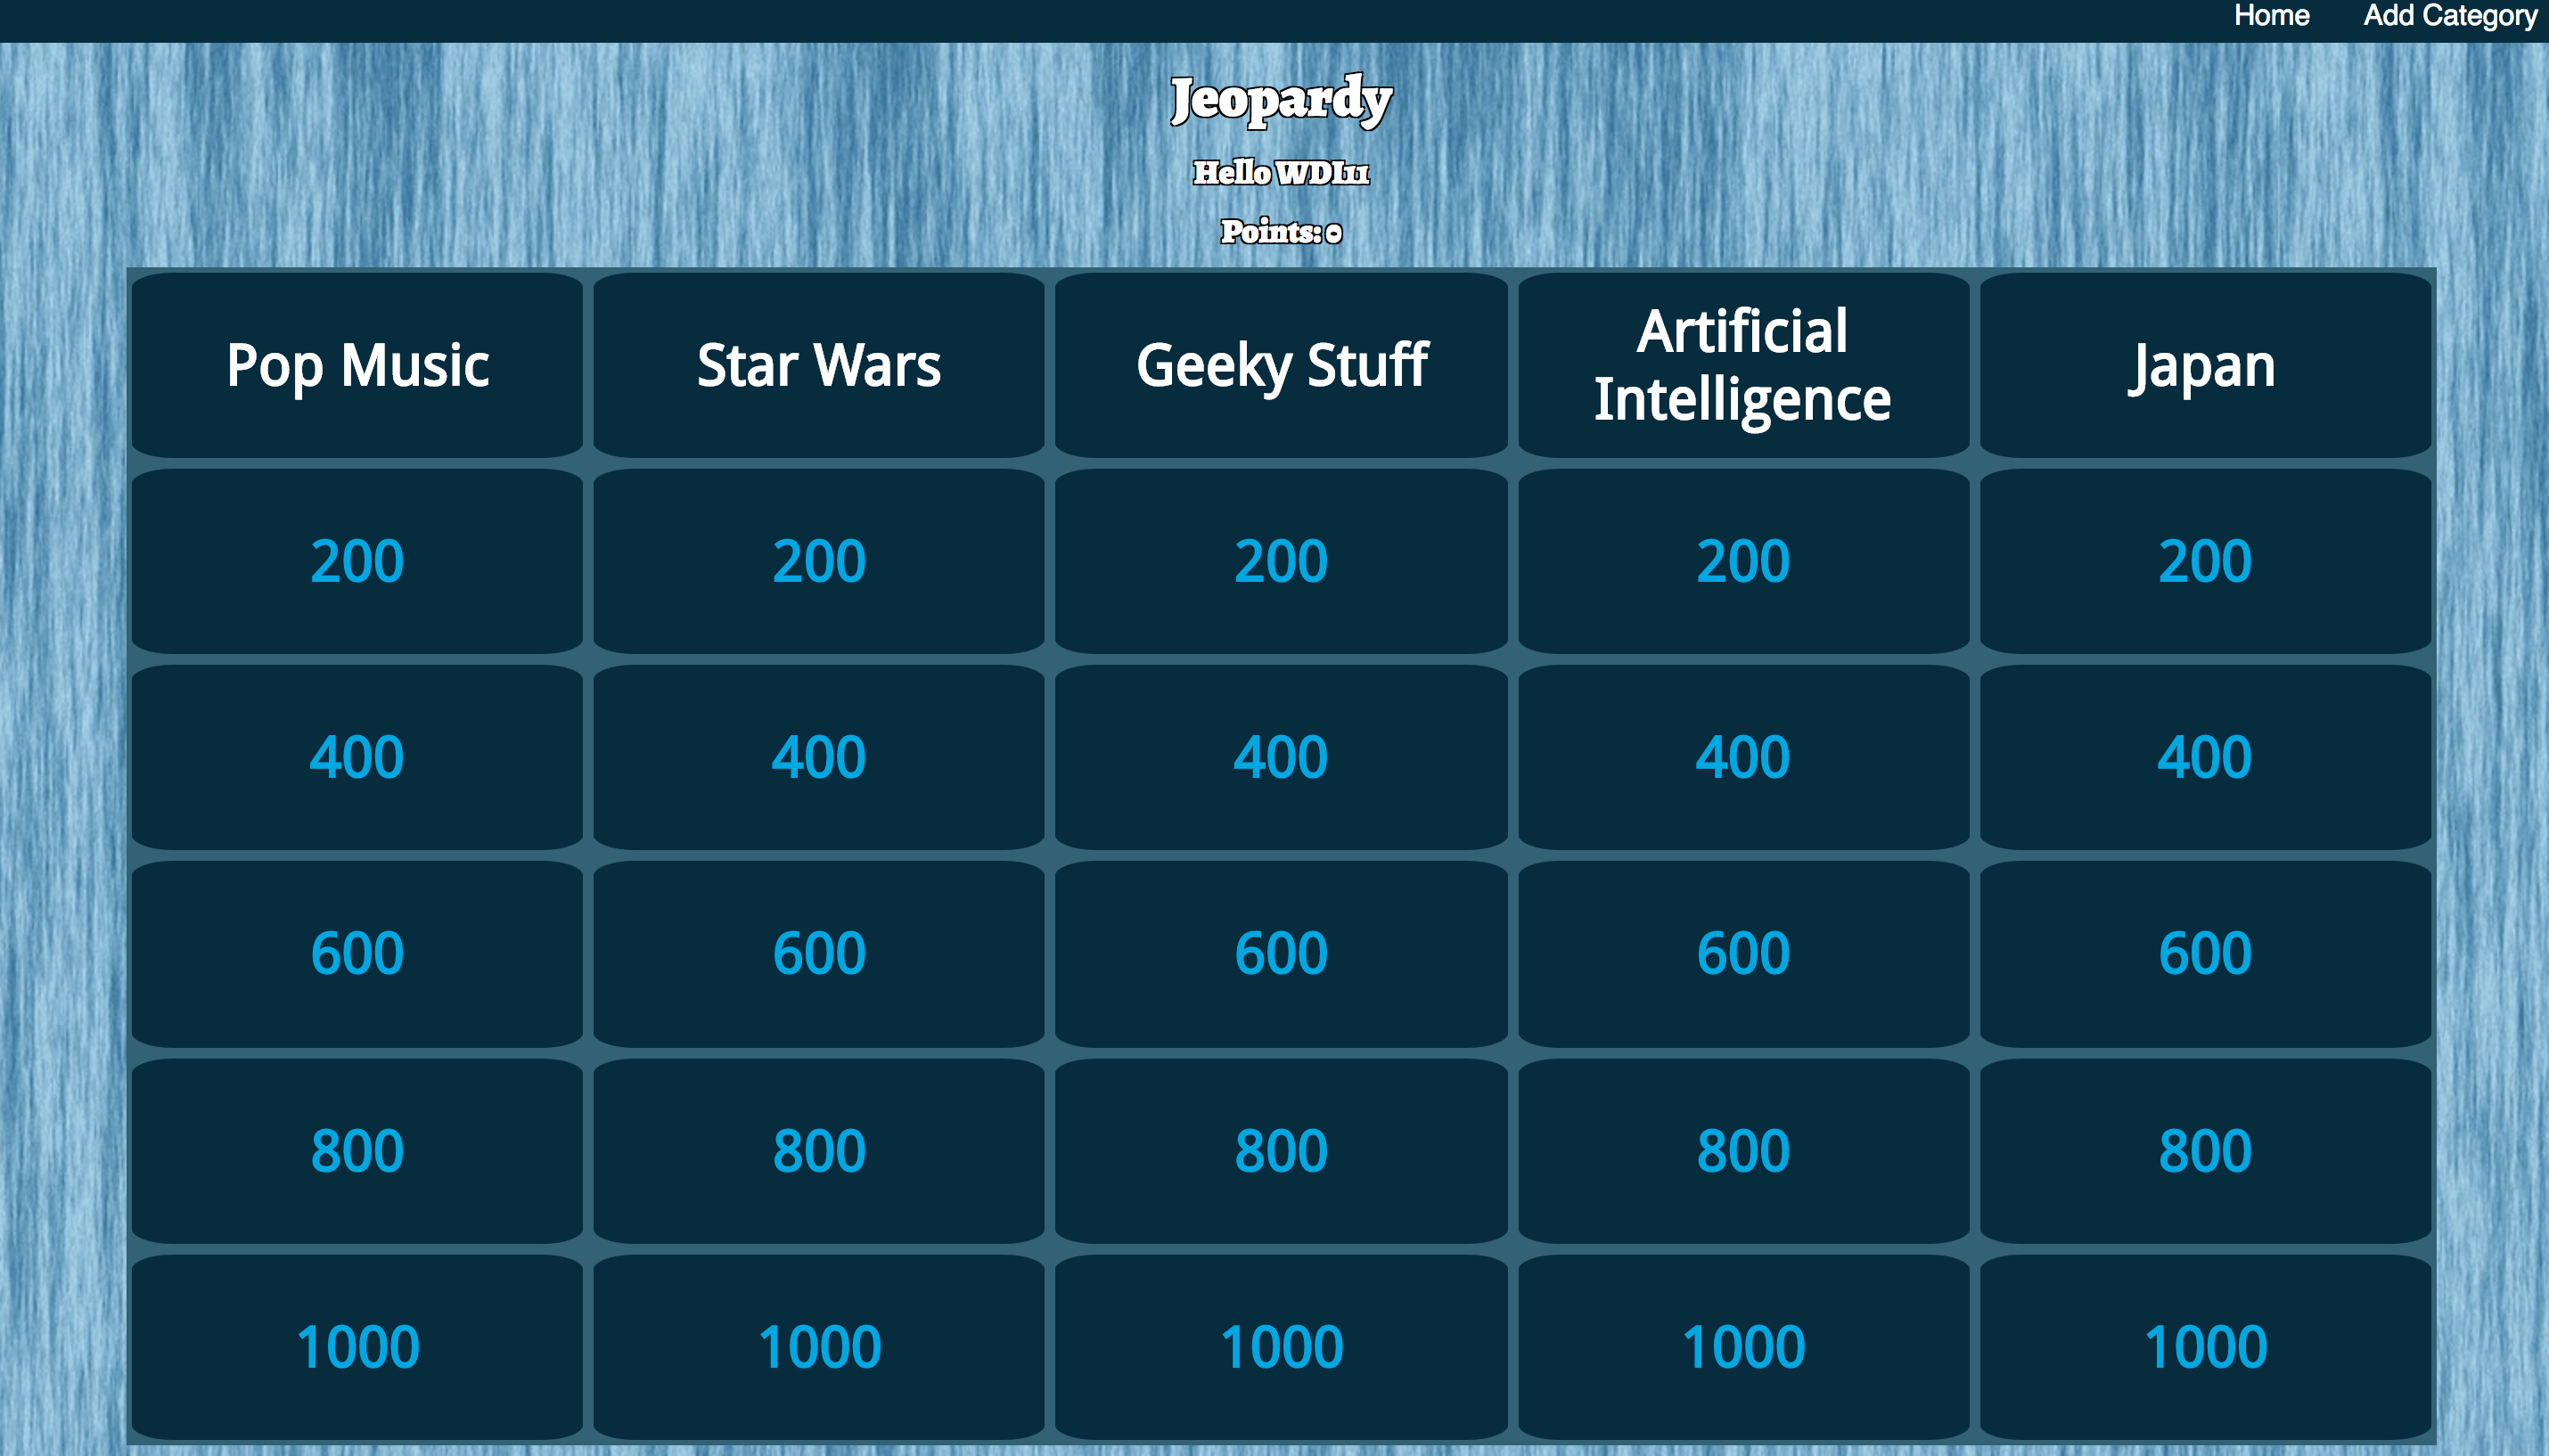 Home Add Category
Jeopardy
Hello WDI11
Points: 0
Pop Music Star Wars Geeky Stuff Artificial Intelligence Japan
200 200 200 200 200
400 400 400 400 400
600 600 600 600 600
800 800 800 800 800
1000 1000 1000 1000 1000